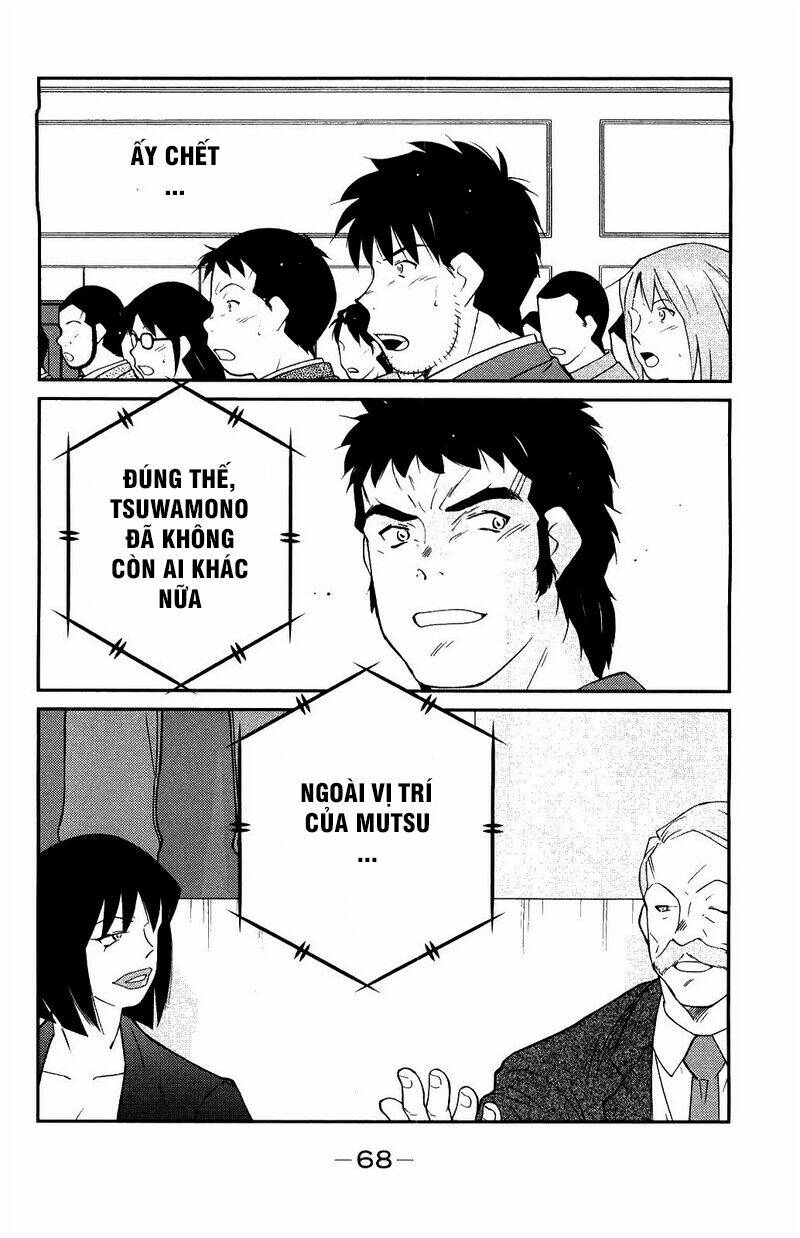 ẤY CHẾT
...
ĐÚNG THẾ,
TSUWAMONO
ĐÃ KHÔNG
CÒN AI KHÁC
NỮA
NGOÀI VỊ TRÍ
CỦA MUTSU
...
—68—